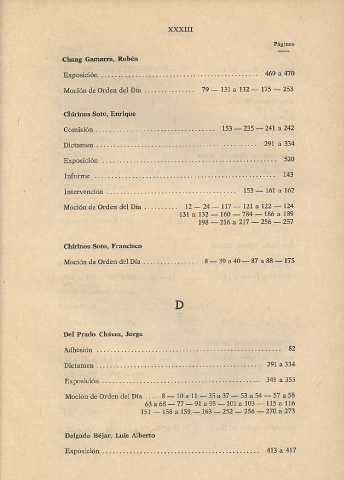 XXXIII
Páginas
Chang Gamarra, Rubén
Exposición ........ 469 a 470
Moción de Orden del Día ........ 79 — 131 a 132 — 175 — 253
Chirinos Soto, Enrique
Comisión ........ 153 — 235 — 241 a 242
Dictamen ........ 291 a 334
Exposición ........ 520
Informe ........ 143
Intervención ........ 153 — 161 a 162
Moción de Orden del Día ........ 12 — 24 — 117 — 121 a 122 — 124
131 a 132 — 160 — 784 — 186 a 189
198 — 216 a 217 — 256 — 257
Chirinos Soto, Francisco
Moción de Orden del Día ........ 8 — 39 a 40 — 87 a 88 — 175
D
Del Prado Chávez, Jorge
Adhesión ........ 82
Dictamen ........ 291 a 334
Exposición ........ 345 a 355
Moción de Orden del Día .... 8 — 10 a 11 — 35 a 37 — 53 a 54 — 57 a 58
63 a 68 — 77 — 91 a 95 — 101 a 103 — 115 a 116
151 — 158 a 159 — 163 — 252 — 256 — 270 a 273
Delgado Béjar, Luis Alberto
Exposición ........ 413 a 417